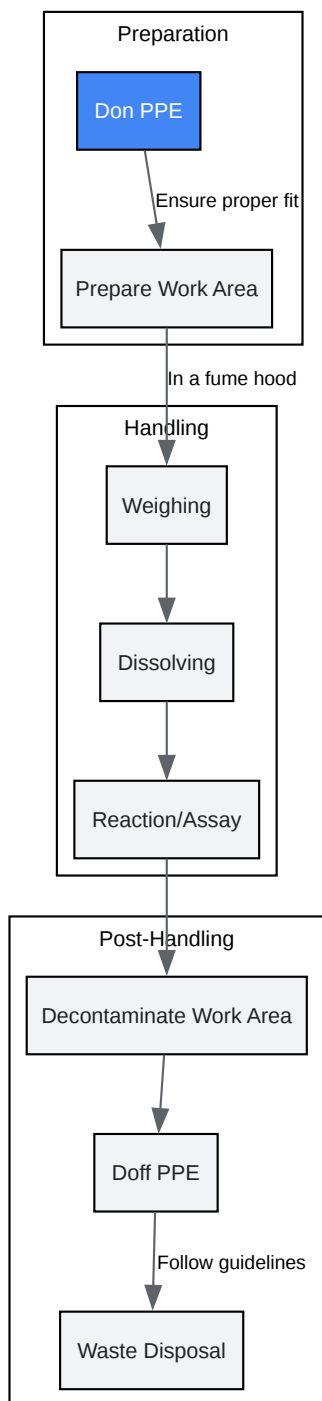 Preparation
Don PPE
Ensure proper fit
Prepare Work Area
In a fume hood
Handling
Weighing
Dissolving
Reaction/Assay
Post-Handling
Decontaminate Work Area
Doff PPE
Follow guidelines
Waste Disposal